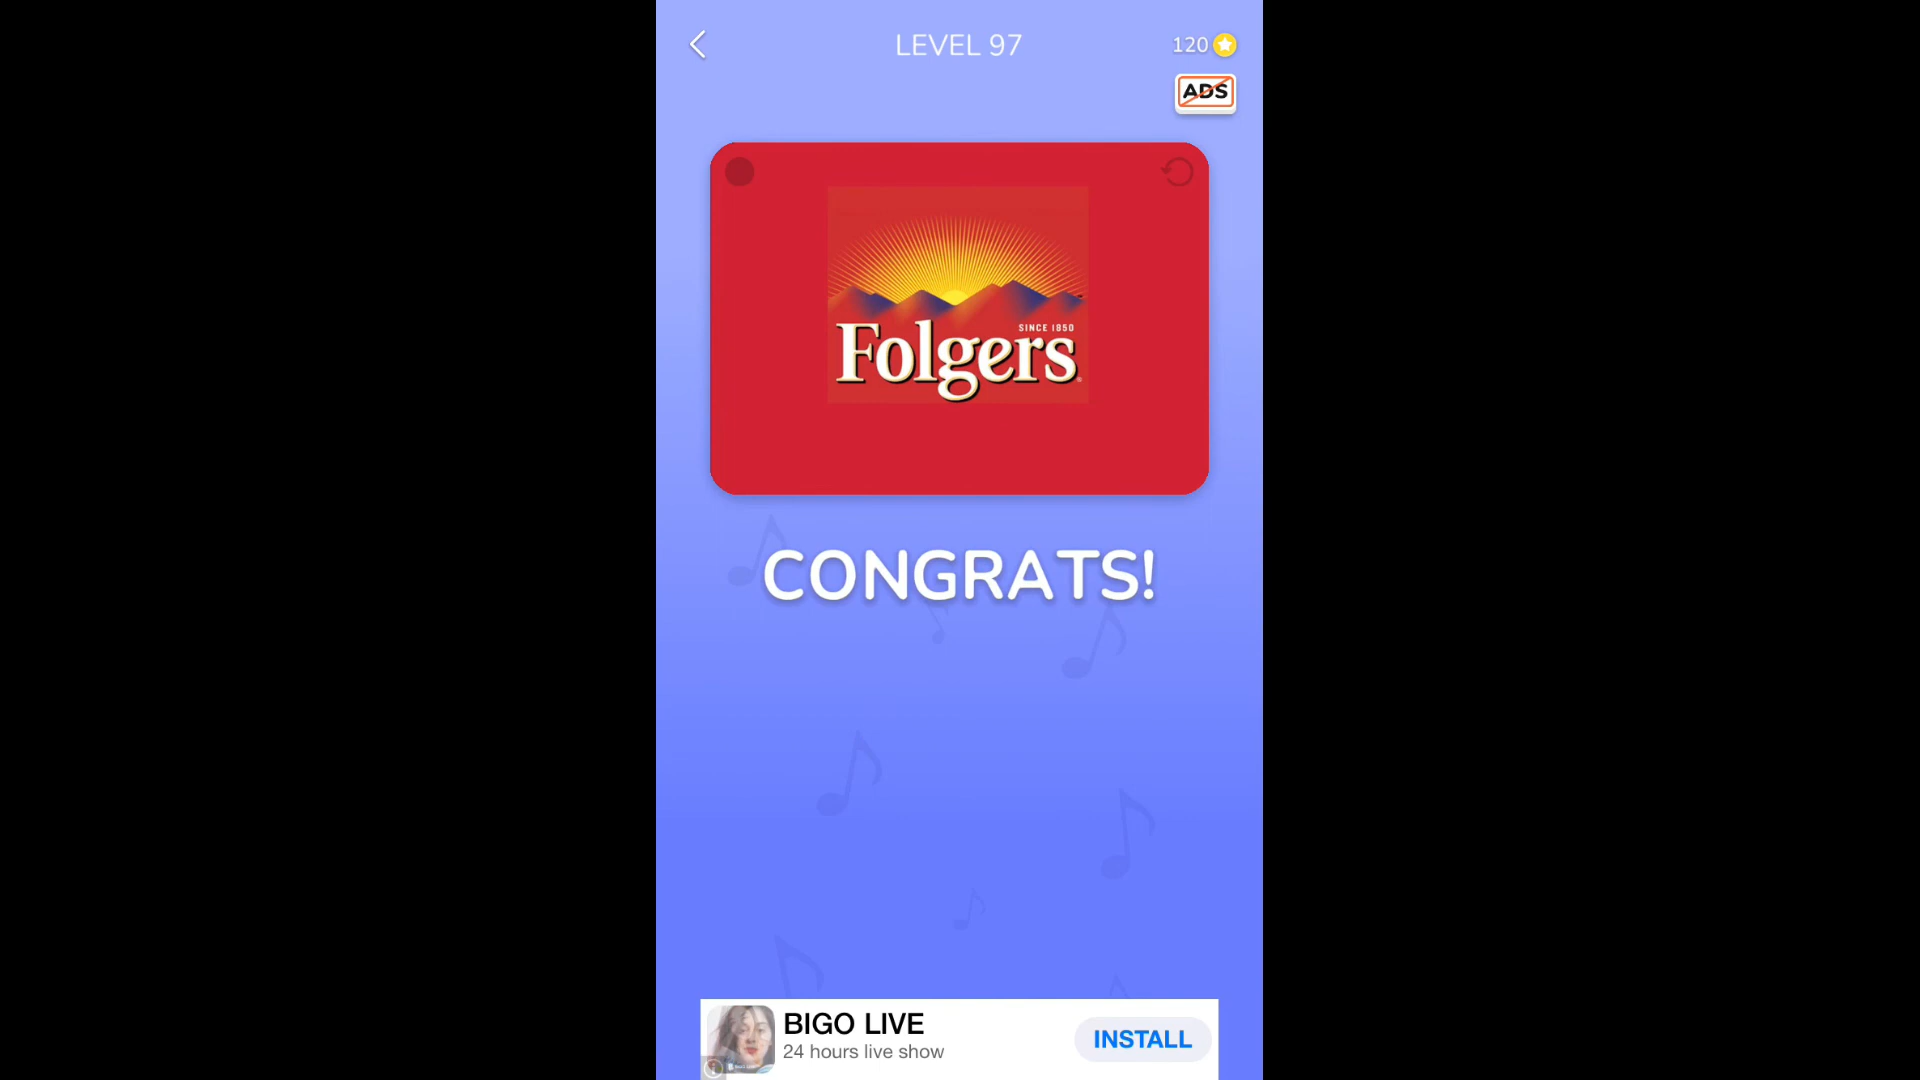 LEVEL 97
120
ADS
SINCE 1850
Folgers
CONGRATS!
BIGO LIVE
24 hours live show
INSTALL